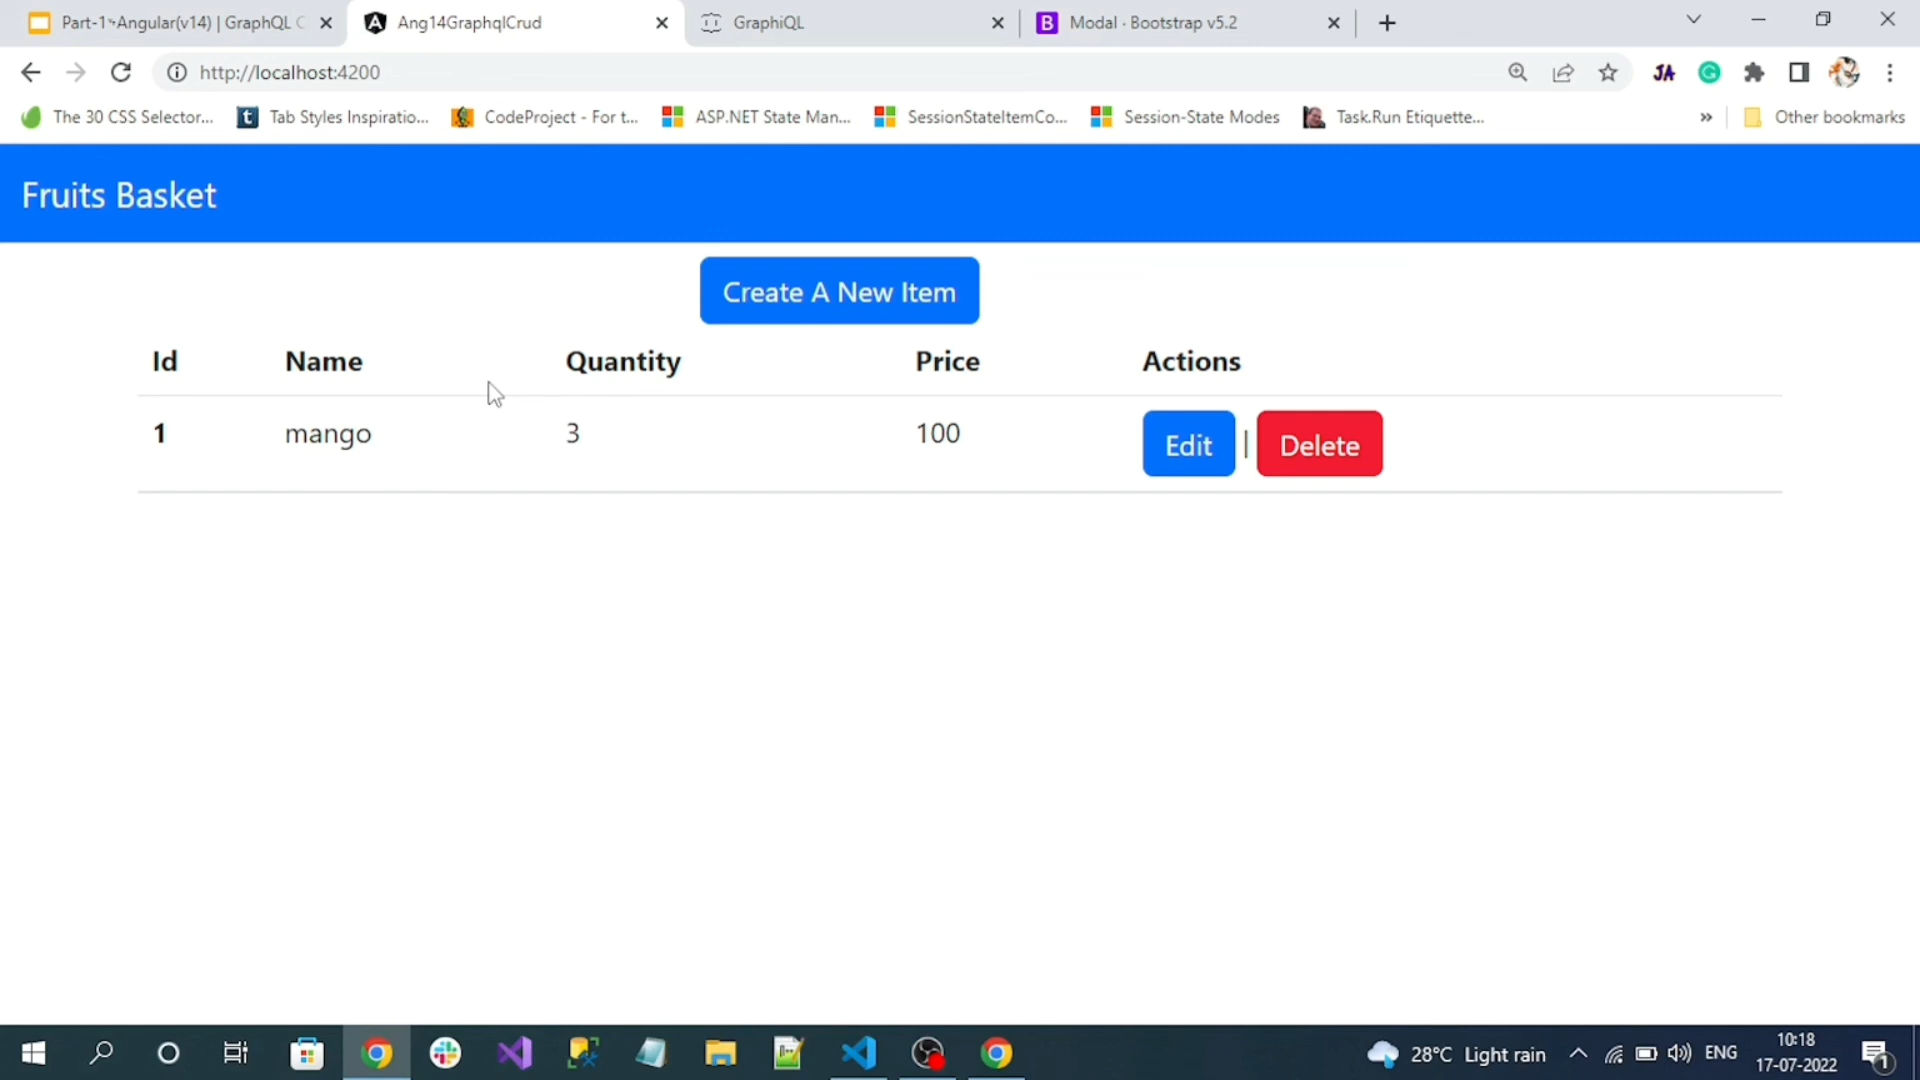 Part-1~Angular(v14) | GraphQL C
Ang14GraphqlCrud
GraphiQL
Modal · Bootstrap v5.2
http://localhost:4200
The 30 CSS Selector...
Tab Styles Inspiratio...
CodeProject - For t...
ASP.NET State Man...
SessionStateItemCo...
Session-State Modes
Task.Run Etiquette...
»
Other bookmarks
Fruits Basket
Create A New Item
Id Name Quantity Price Actions
1 mango 3 100 Edit | Delete
28°C Light rain
ENG
10:18
17-07-2022
1